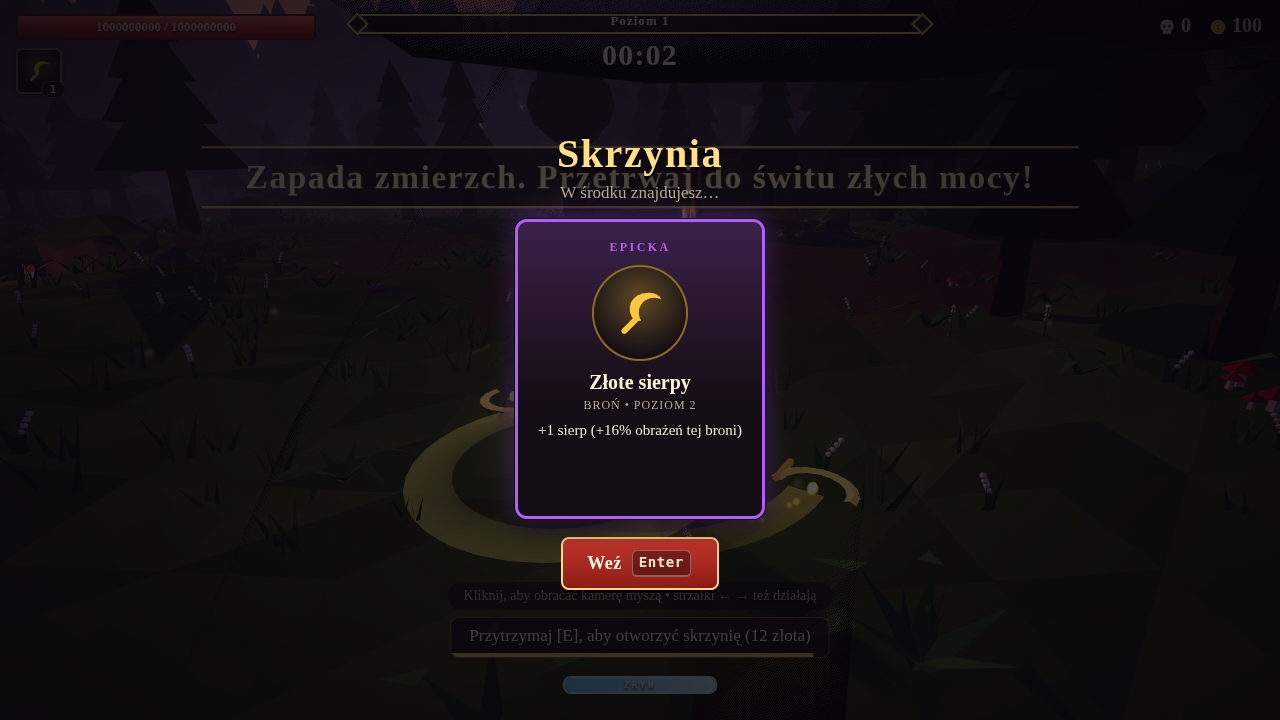 1000000000 / 1000000000
Poziom 1
00:02
0
100
1
Skrzynia
Zapada zmierzch. Przetrwaj do świtu złych mocy!
W środku znajdujesz…
EPICKA
Złote sierpy
BROŃ • POZIOM 2
+1 sierp (+16% obrażeń tej broni)
Weź Enter
Kliknij, aby obracać kamerę myszą • strzałki ← → też działają
Przytrzymaj [E], aby otworzyć skrzynię (12 złota)